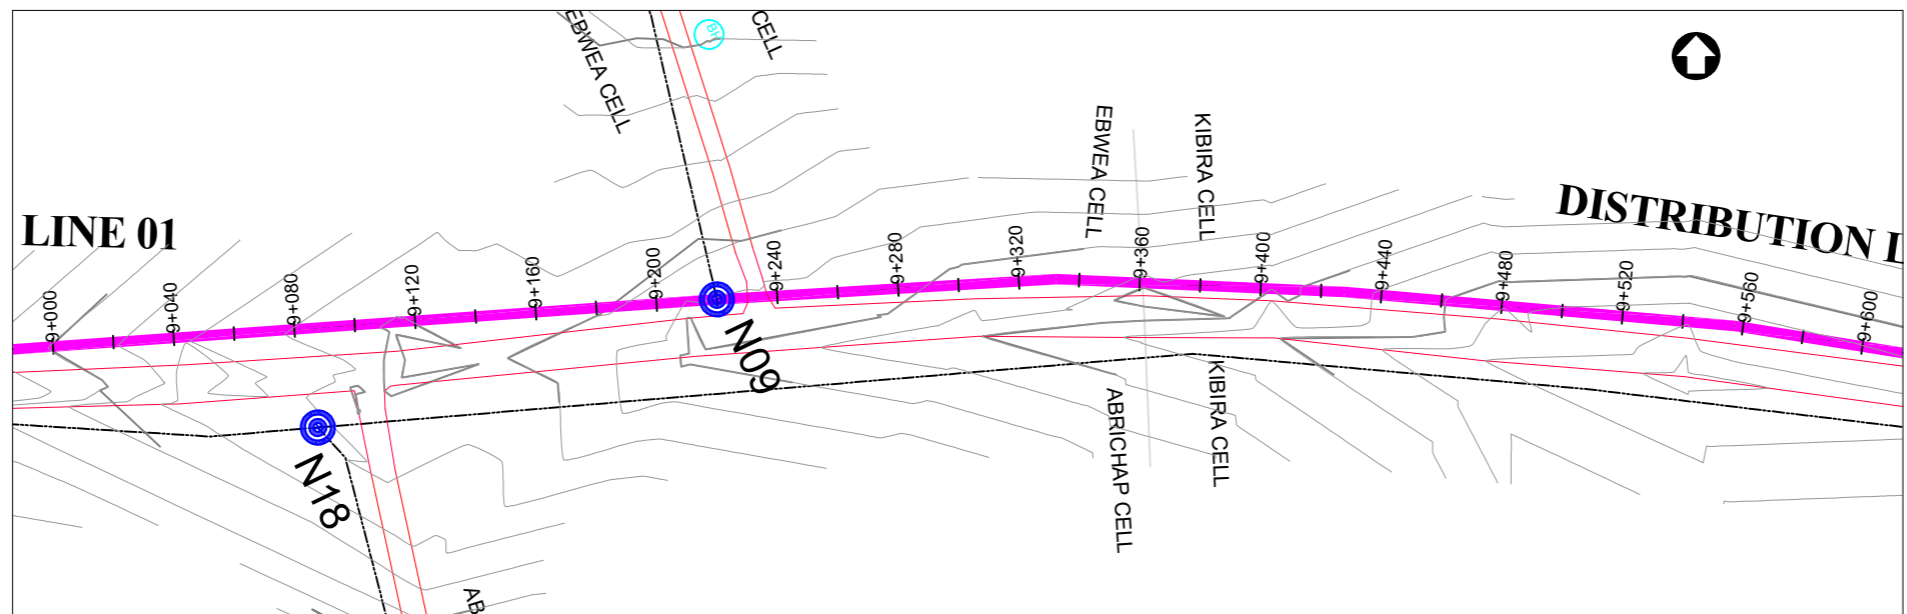 EBWEA CELL
BH
CELL
EBWEA CELL
KIBIRA CELL
LINE 01
DISTRIBUTION L
9+000
9+040
9+080
9+120
9+160
9+200
9+240
9+280
9+320
9+360
9+400
9+440
9+480
9+520
9+560
9+600
N09
N18
ABRICHAP CELL
KIBIRA CELL
AB